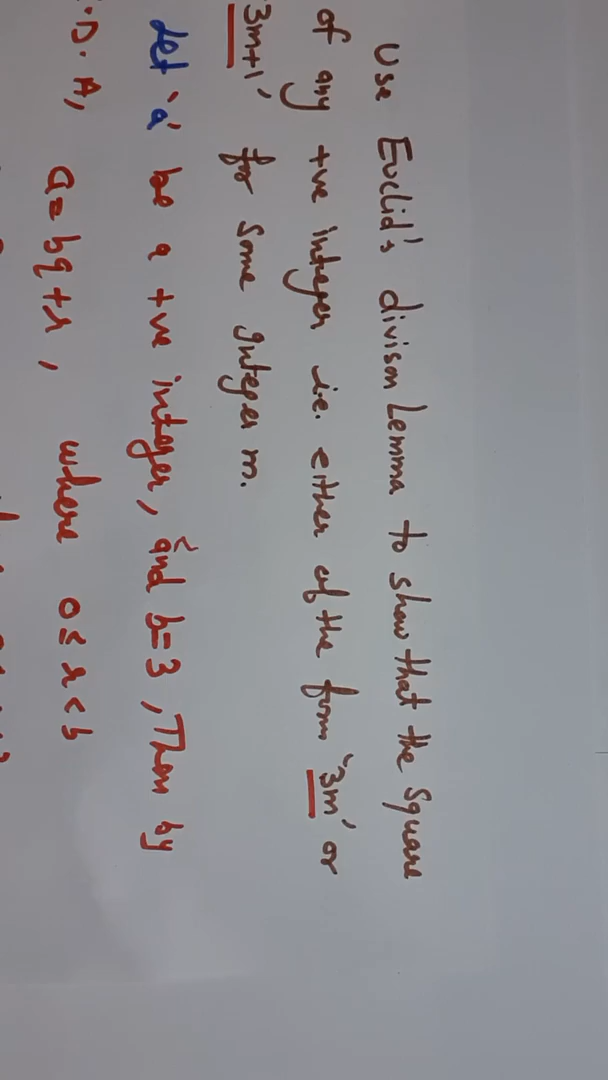 Use Euclid's divison Lemma to show that the Square
of any +ve integer i.e. either of the form '3m' or
'3m+1' for some integer m.
Let 'a' be a +ve integer, and b=3, Then by
.D.A, a=bq+r, where 0≤r<b